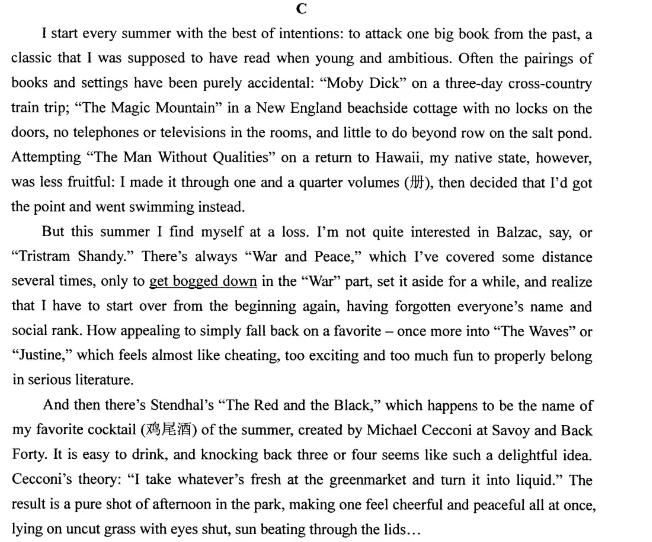 C
I start every summer with the best of intentions: to attack one big book from the past, a
classic that I was supposed to have read when young and ambitious. Often the pairings of
books and settings have been purely accidental: “Moby Dick” on a three-day cross-country
train trip; “The Magic Mountain” in a New England beachside cottage with no locks on the
doors, no telephones or televisions in the rooms, and little to do beyond row on the salt pond.
Attempting “The Man Without Qualities” on a return to Hawaii, my native state, however,
was less fruitful: I made it through one and a quarter volumes (册), then decided that I’d got
the point and went swimming instead.
But this summer I find myself at a loss. I’m not quite interested in Balzac, say, or
“Tristram Shandy.” There’s always “War and Peace,” which I’ve covered some distance
several times, only to get bogged down in the “War” part, set it aside for a while, and realize
that I have to start over from the beginning again, having forgotten everyone’s name and
social rank. How appealing to simply fall back on a favorite – once more into “The Waves” or
“Justine,” which feels almost like cheating, too exciting and too much fun to properly belong
in serious literature.
And then there’s Stendhal’s “The Red and the Black,” which happens to be the name of
my favorite cocktail (鸡尾酒) of the summer, created by Michael Cecconi at Savoy and Back
Forty. It is easy to drink, and knocking back three or four seems like such a delightful idea.
Cecconi’s theory: “I take whatever’s fresh at the greenmarket and turn it into liquid.” The
result is a pure shot of afternoon in the park, making one feel cheerful and peaceful all at once,
lying on uncut grass with eyes shut, sun beating through the lids…